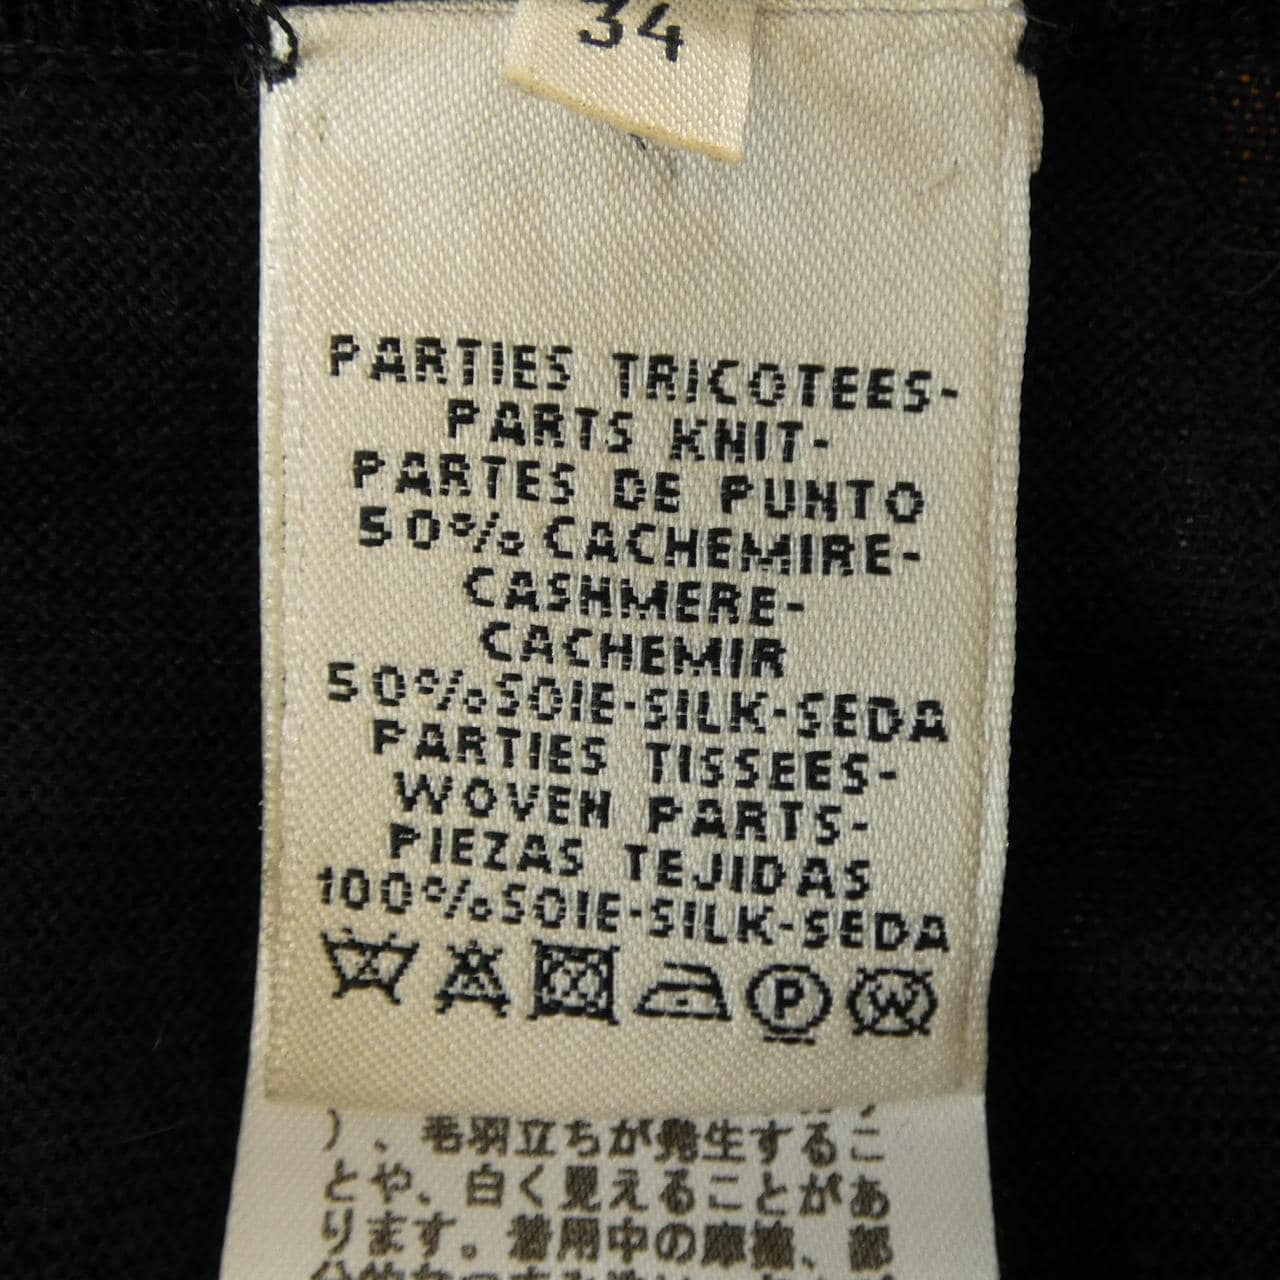 34
PARTIES TRICOTEES-
PARTS KNIT-
PARTES DE PUNTO
50% CACHEMIRE-
CASHMERE-
CACHEMIR
50%SOIE-SILK-SEDA
PARTIES TISSEES-
WOVEN PARTS-
PIEZAS TEJIDAS
100%SOIE-SILK-SEDA
P W
)、毛羽立ちが発生するこ
とや、白く見えることがあ
ります。着用中の摩擦、部